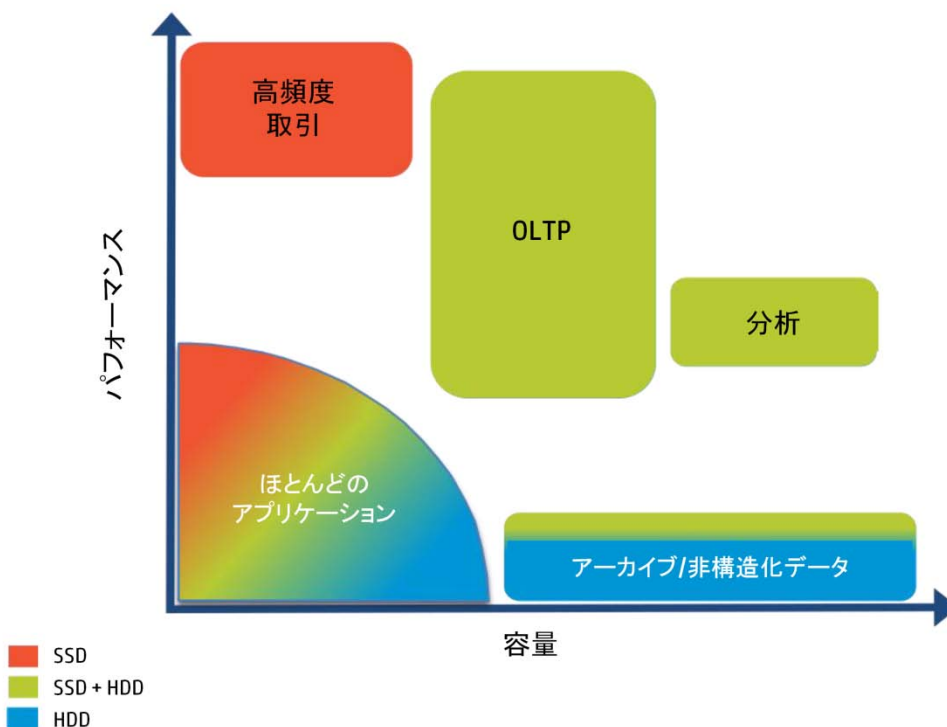 高頻度
取引
OLTP
分析
パフォーマンス
ほとんどの
アプリケーション
アーカイブ/非構造化データ
容量
SSD
SSD + HDD
HDD